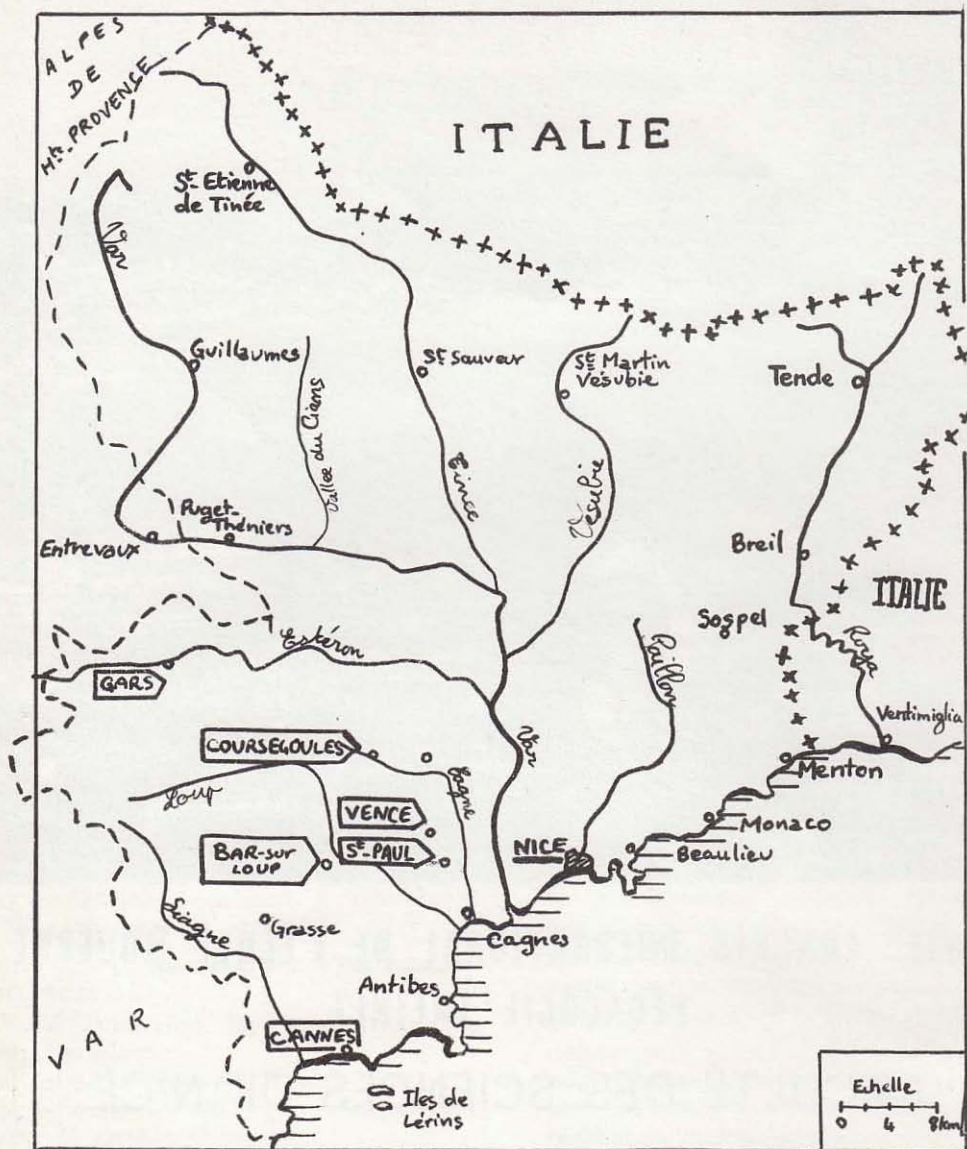 ALPES
DE
Hte-PROVENCE
ITALIE
St-Etienne
de Tinée
Var
Guillaumes
Vallée du Cians
St Sauveur
St Martin
Vésubie
Tende
Tinée
Vésubie
Puget-
Théniers
Entrevaux
Breil
ITALIE
Sospel
Roya
Estéron
Paillon
GARS
Ventimiglia
COURSEGOULES
Var
Menton
Loup
Cagne
VENCE
Monaco
BAR-sur
LOUP
St-PAUL
NICE
Beaulieu
Siagne
Grasse
Cagnes
Antibes
VAR
CANNES
Iles de
Lérins
Echelle
0 4 8km